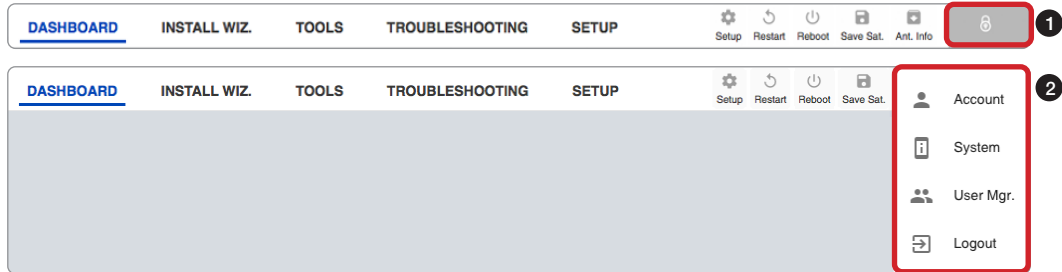 DASHBOARD INSTALL WIZ. TOOLS TROUBLESHOOTING SETUP Setup Restart Reboot Save Sat. Ant. Info 1
DASHBOARD INSTALL WIZ. TOOLS TROUBLESHOOTING SETUP Setup Restart Reboot Save Sat. 2
Account
System
User Mgr.
Logout